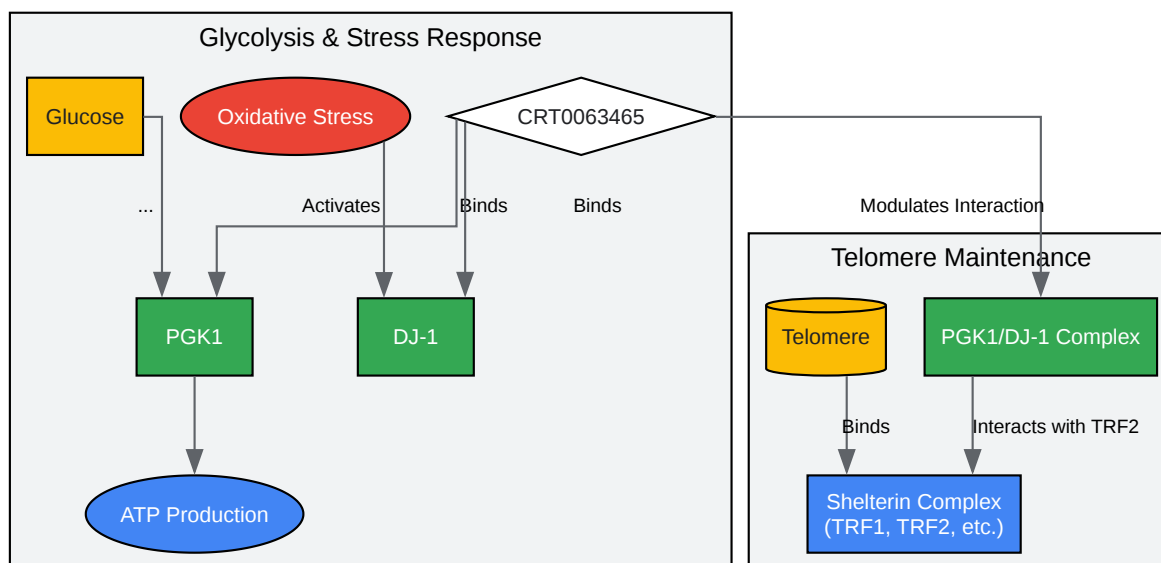 Glycolysis & Stress Response
Glucose
Oxidative Stress
CRT0063465
...
Activates
Binds
Binds
Modulates Interaction
Telomere Maintenance
PGK1
DJ-1
Telomere
PGK1/DJ-1 Complex
Binds
Interacts with TRF2
ATP Production
Shelterin Complex
(TRF1, TRF2, etc.)